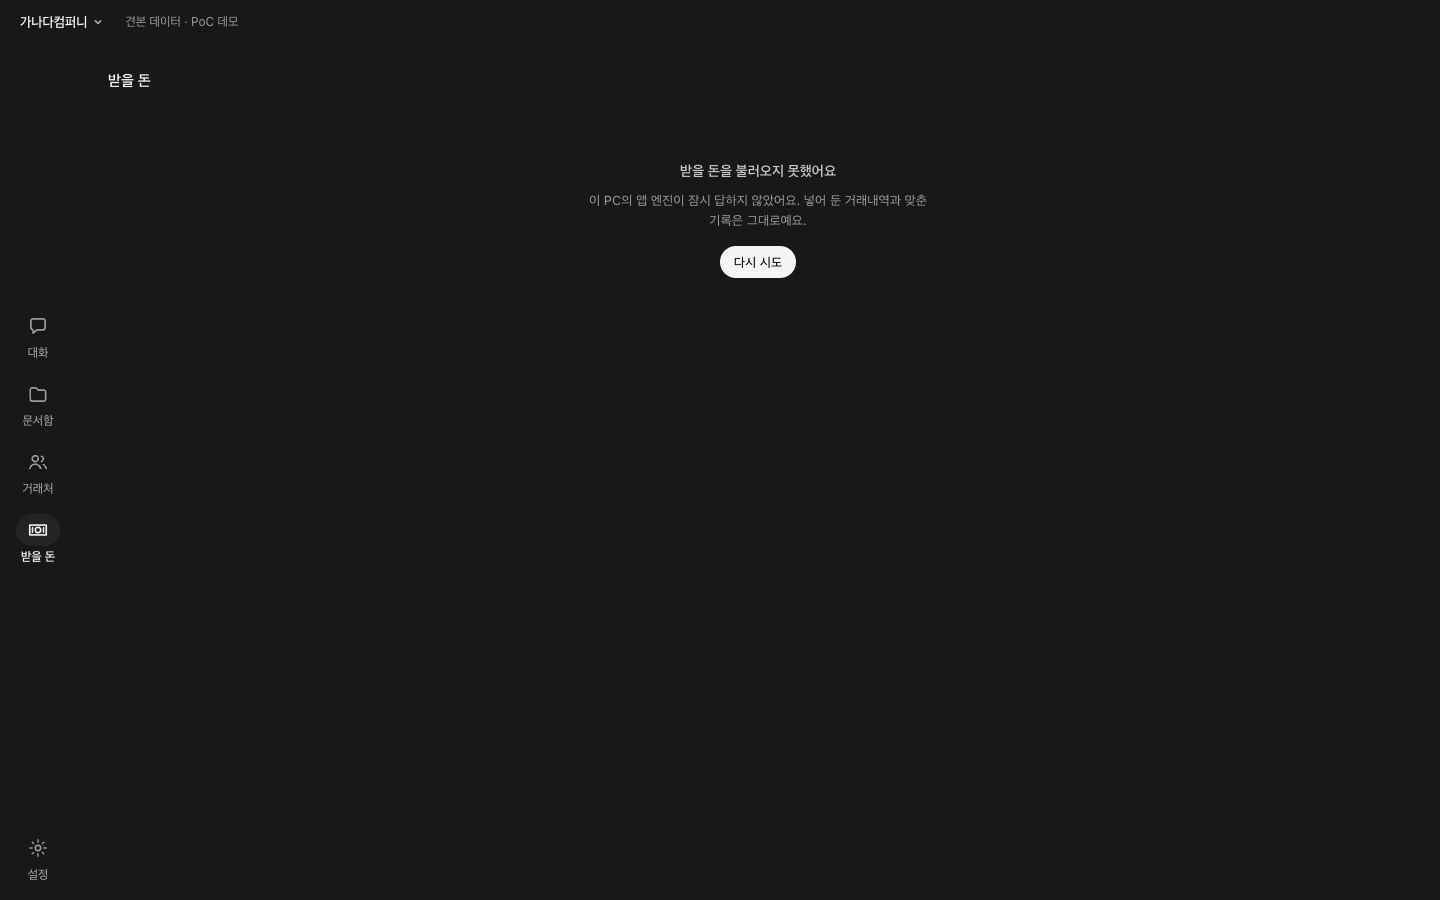 가나다컴퍼니
견본 데이터 · PoC 데모
받을 돈
받을 돈을 불러오지 못했어요
이 PC의 앱 엔진이 잠시 답하지 않았어요. 넣어 둔 거래내역과 맞춘
기록은 그대로예요.
다시 시도
대화
문서함
거래처
받을 돈
설정